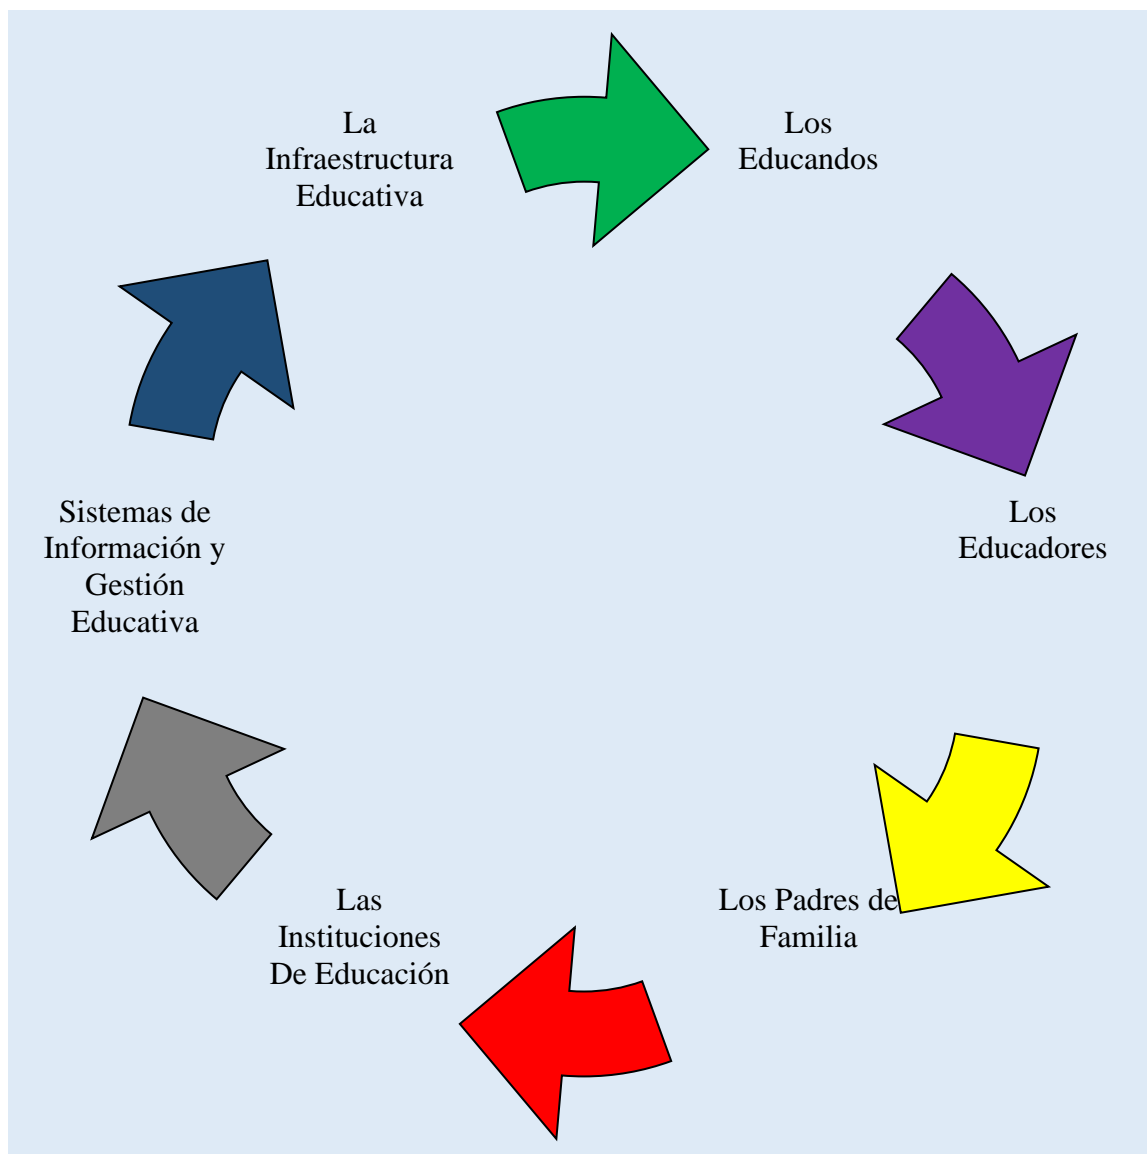 La
Infraestructura
Educativa
Los
Educandos
Los
Educadores
Los Padres de
Familia
Las
Instituciones
De Educación
Sistemas de
Información y
Gestión
Educativa